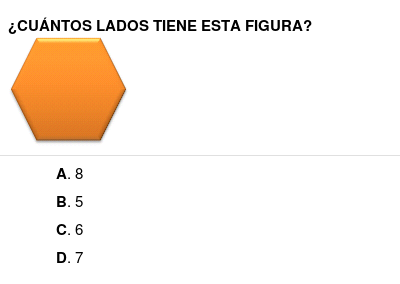 ¿CUÁNTOS LADOS TIENE ESTA FIGURA?
A. 8
B. 5
C. 6
D. 7